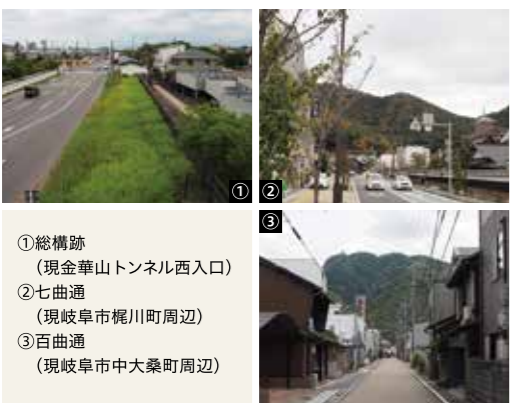 ①
②
③
①総構跡
（現金華山トンネル西入口）
②七曲通
（現岐阜市梶川町周辺）
③百曲通
（現岐阜市中大桑町周辺）